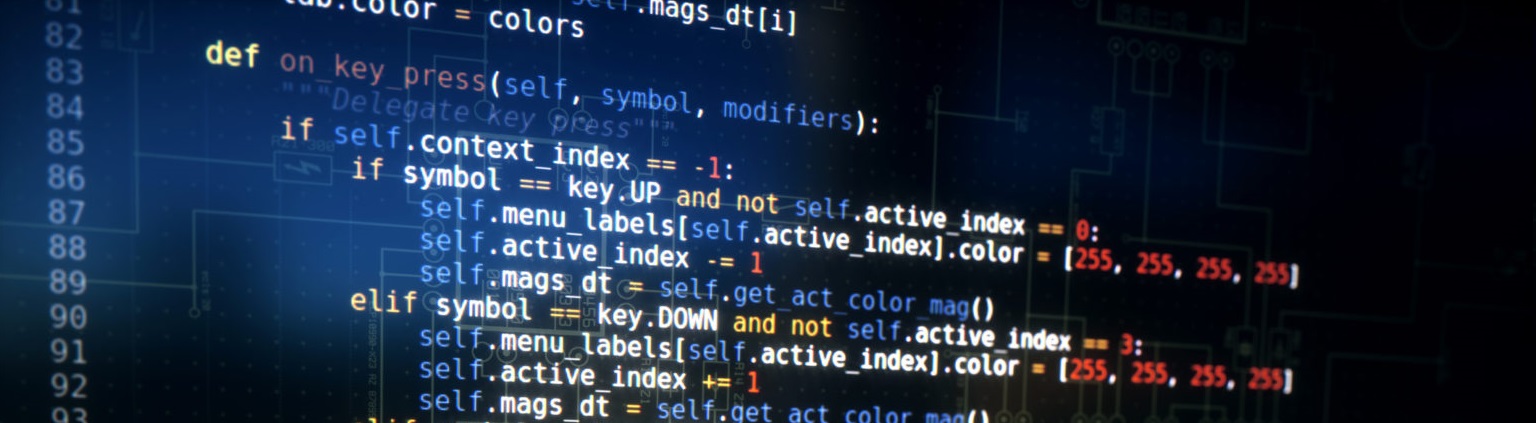 81 lab.color = colors self.mags_dt[i]
82
83 def on_key_press(self, symbol, modifiers):
84 """Delegate key press"""
85 if self.context_index == -1:
86 if symbol == key.UP and not self.active_index == 0:
87 self.menu_labels[self.active_index].color = [255, 255, 255, 255]
88 self.active_index -= 1
89 self.mags_dt = self.get_act_color_mag()
90 elif symbol == key.DOWN and not self.active_index == 3:
91 self.menu_labels[self.active_index].color = [255, 255, 255, 255]
92 self.active_index += 1
93 self.mags_dt = self.get_act_color_mag()
elif